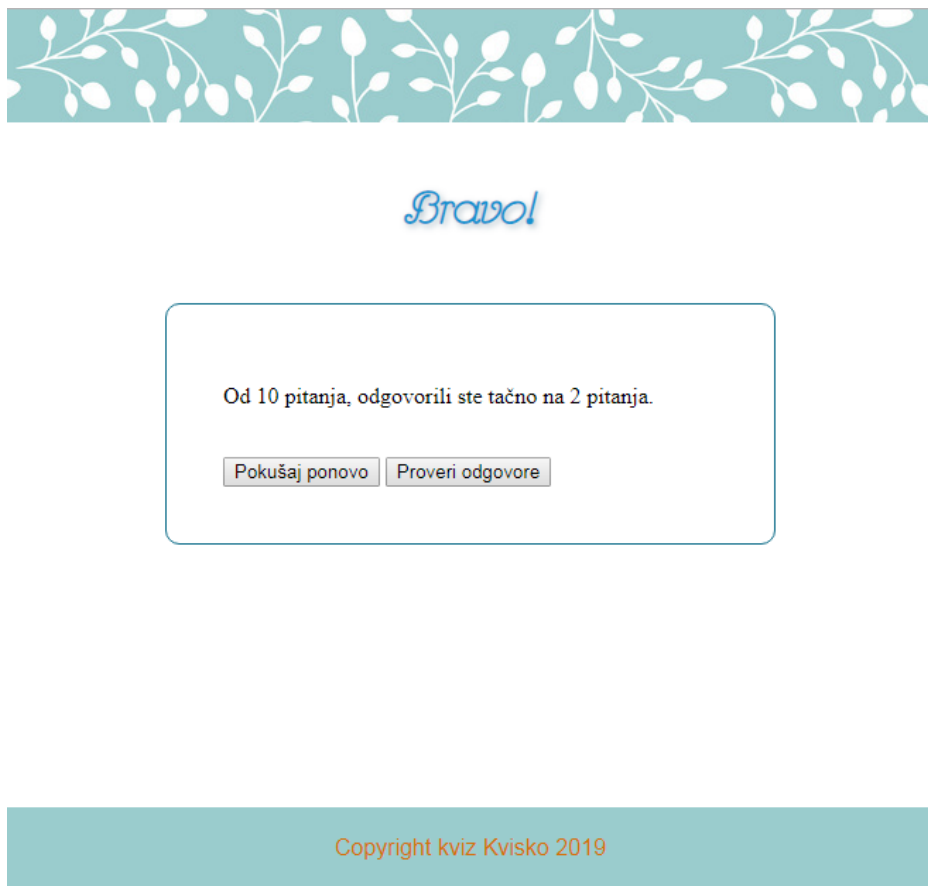 Bravo!
Od 10 pitanja, odgovorili ste tačno na 2 pitanja.
Pokušaj ponovo Proveri odgovore
Copyright kviz Kvisko 2019